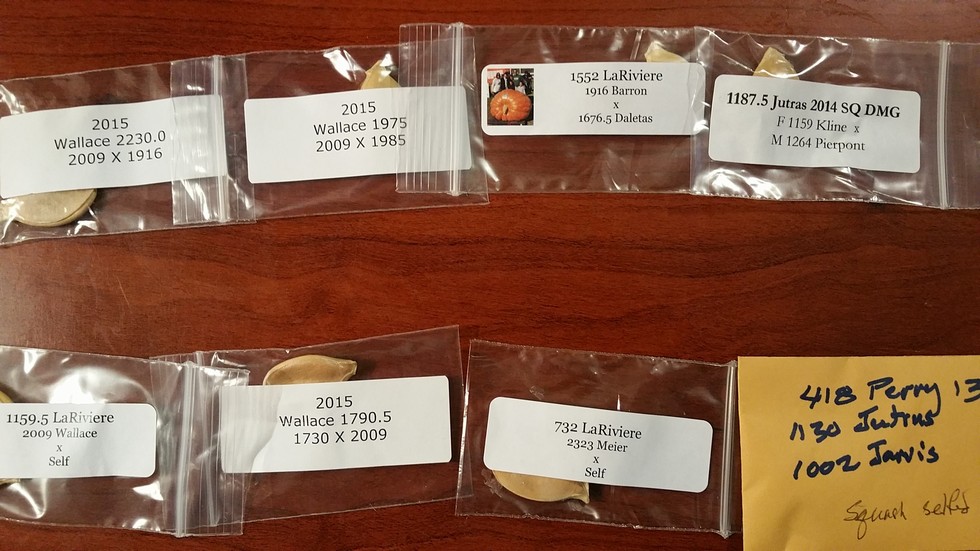 2015
Wallace 2230.0
2009 X 1916
2015
Wallace 1975
2009 X 1985
1552 LaRiviere
1916 Barron
x
1676.5 Daletas
1187.5 Jutras 2014 SQ DMG
F 1159 Kline x
M 1264 Pierpont
1159.5 LaRiviere
2009 Wallace
x
Self
2015
Wallace 1790.5
1730 X 2009
732 LaRiviere
2323 Meier
x
Self
418 Perry '13
1130 Jutras
1002 Jarvis
Squash selfed